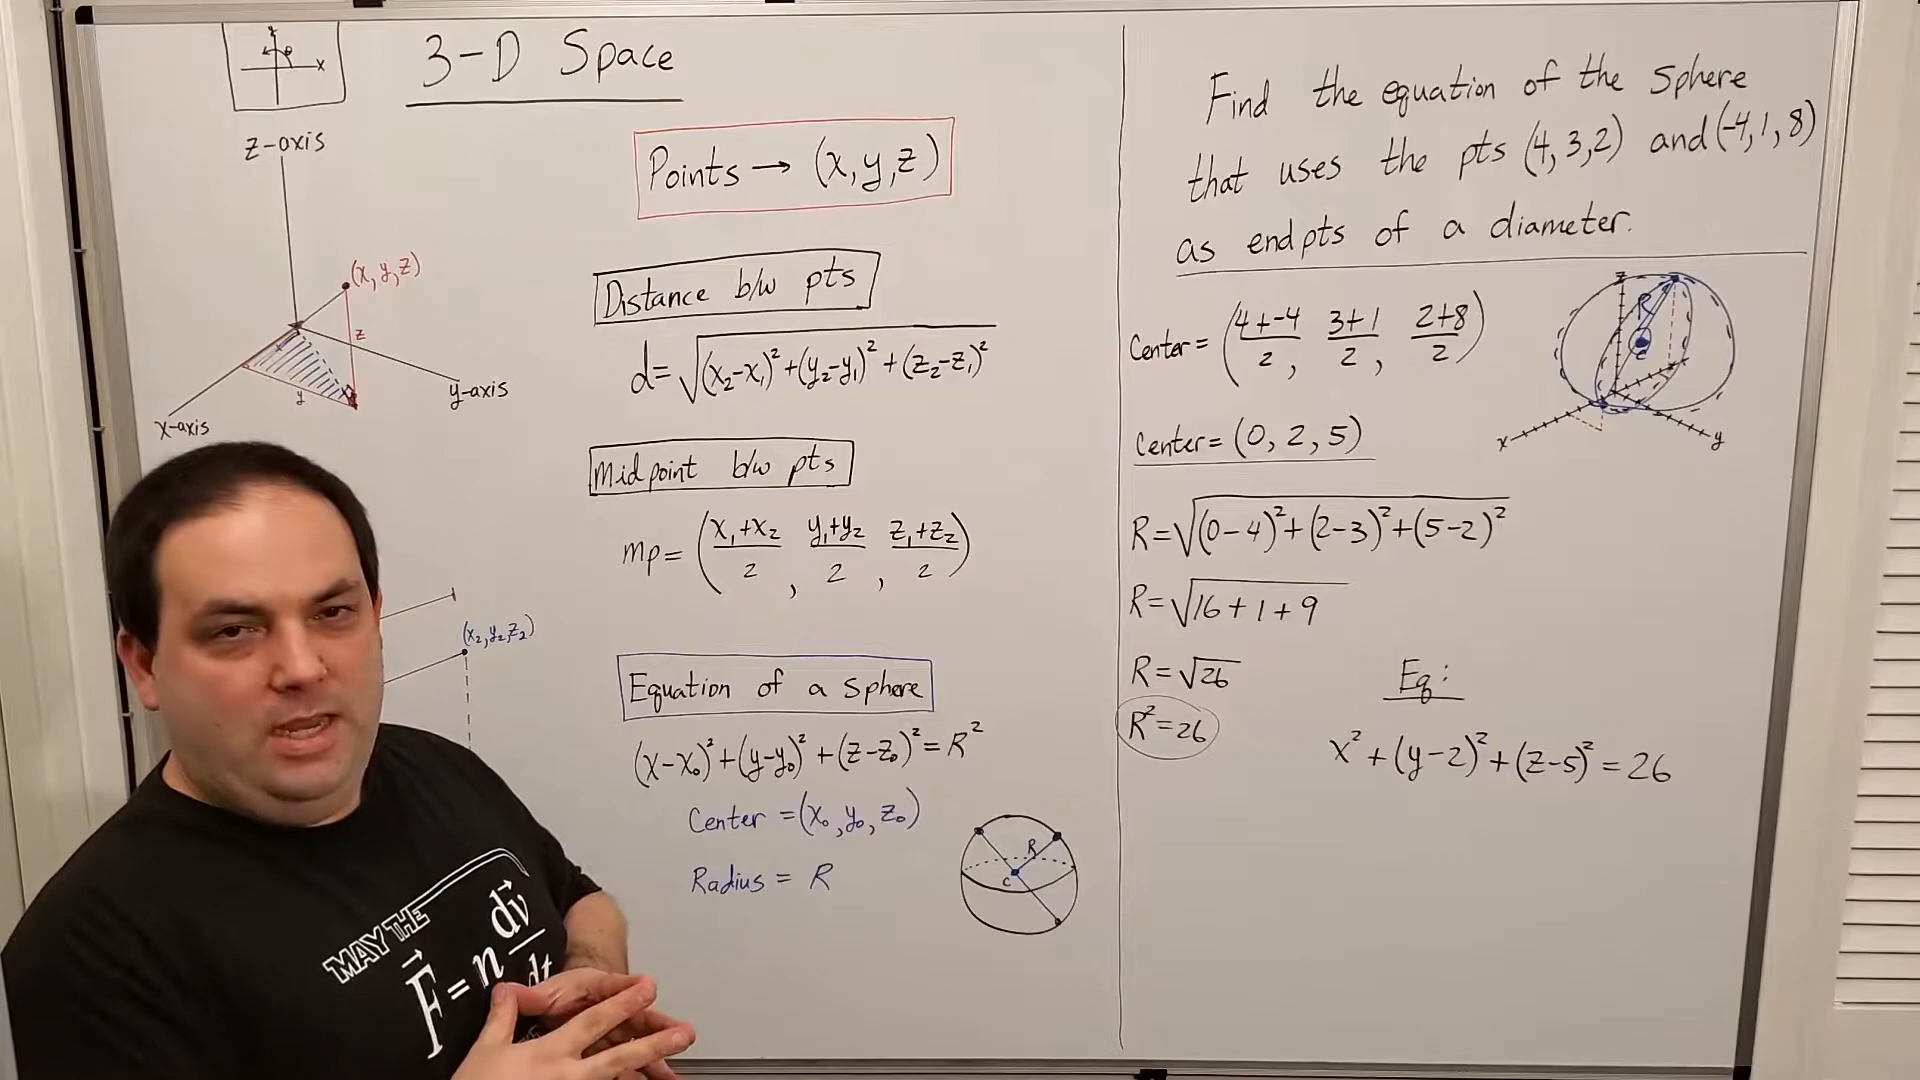 3-D Space
z
x
z-axis
(x, y, z)
z
y
y-axis
x-axis
Points → (x, y, z)
Distance b/w pts
d=√(x₂-x₁)²+(y₂-y₁)²+(z₂-z₁)²
Midpoint b/w pts
mp=(x₁+x₂/2, y₁+y₂/2, z₁+z₂/2)
(x₂,y₂,z₂)
Equation of a sphere
(x-x₀)²+(y-y₀)²+(z-z₀)²=R²
Center =(x₀, y₀, z₀)
Radius = R
R
c
MAY THE
F⃗=
dv⃗
dt
Find the equation of the sphere
that uses the pts (4,3,2) and (-4,1,8)
as endpts of a diameter.
Center = (4+-4/2, 3+1/2, 2+8/2)
z
R
c
x
y
Center= (0, 2, 5)
R=√(0-4)²+(2-3)²+(5-2)²
R=√16+1+9
R=√26
R²=26
Eq:
x²+(y-2)²+(z-5)²=26